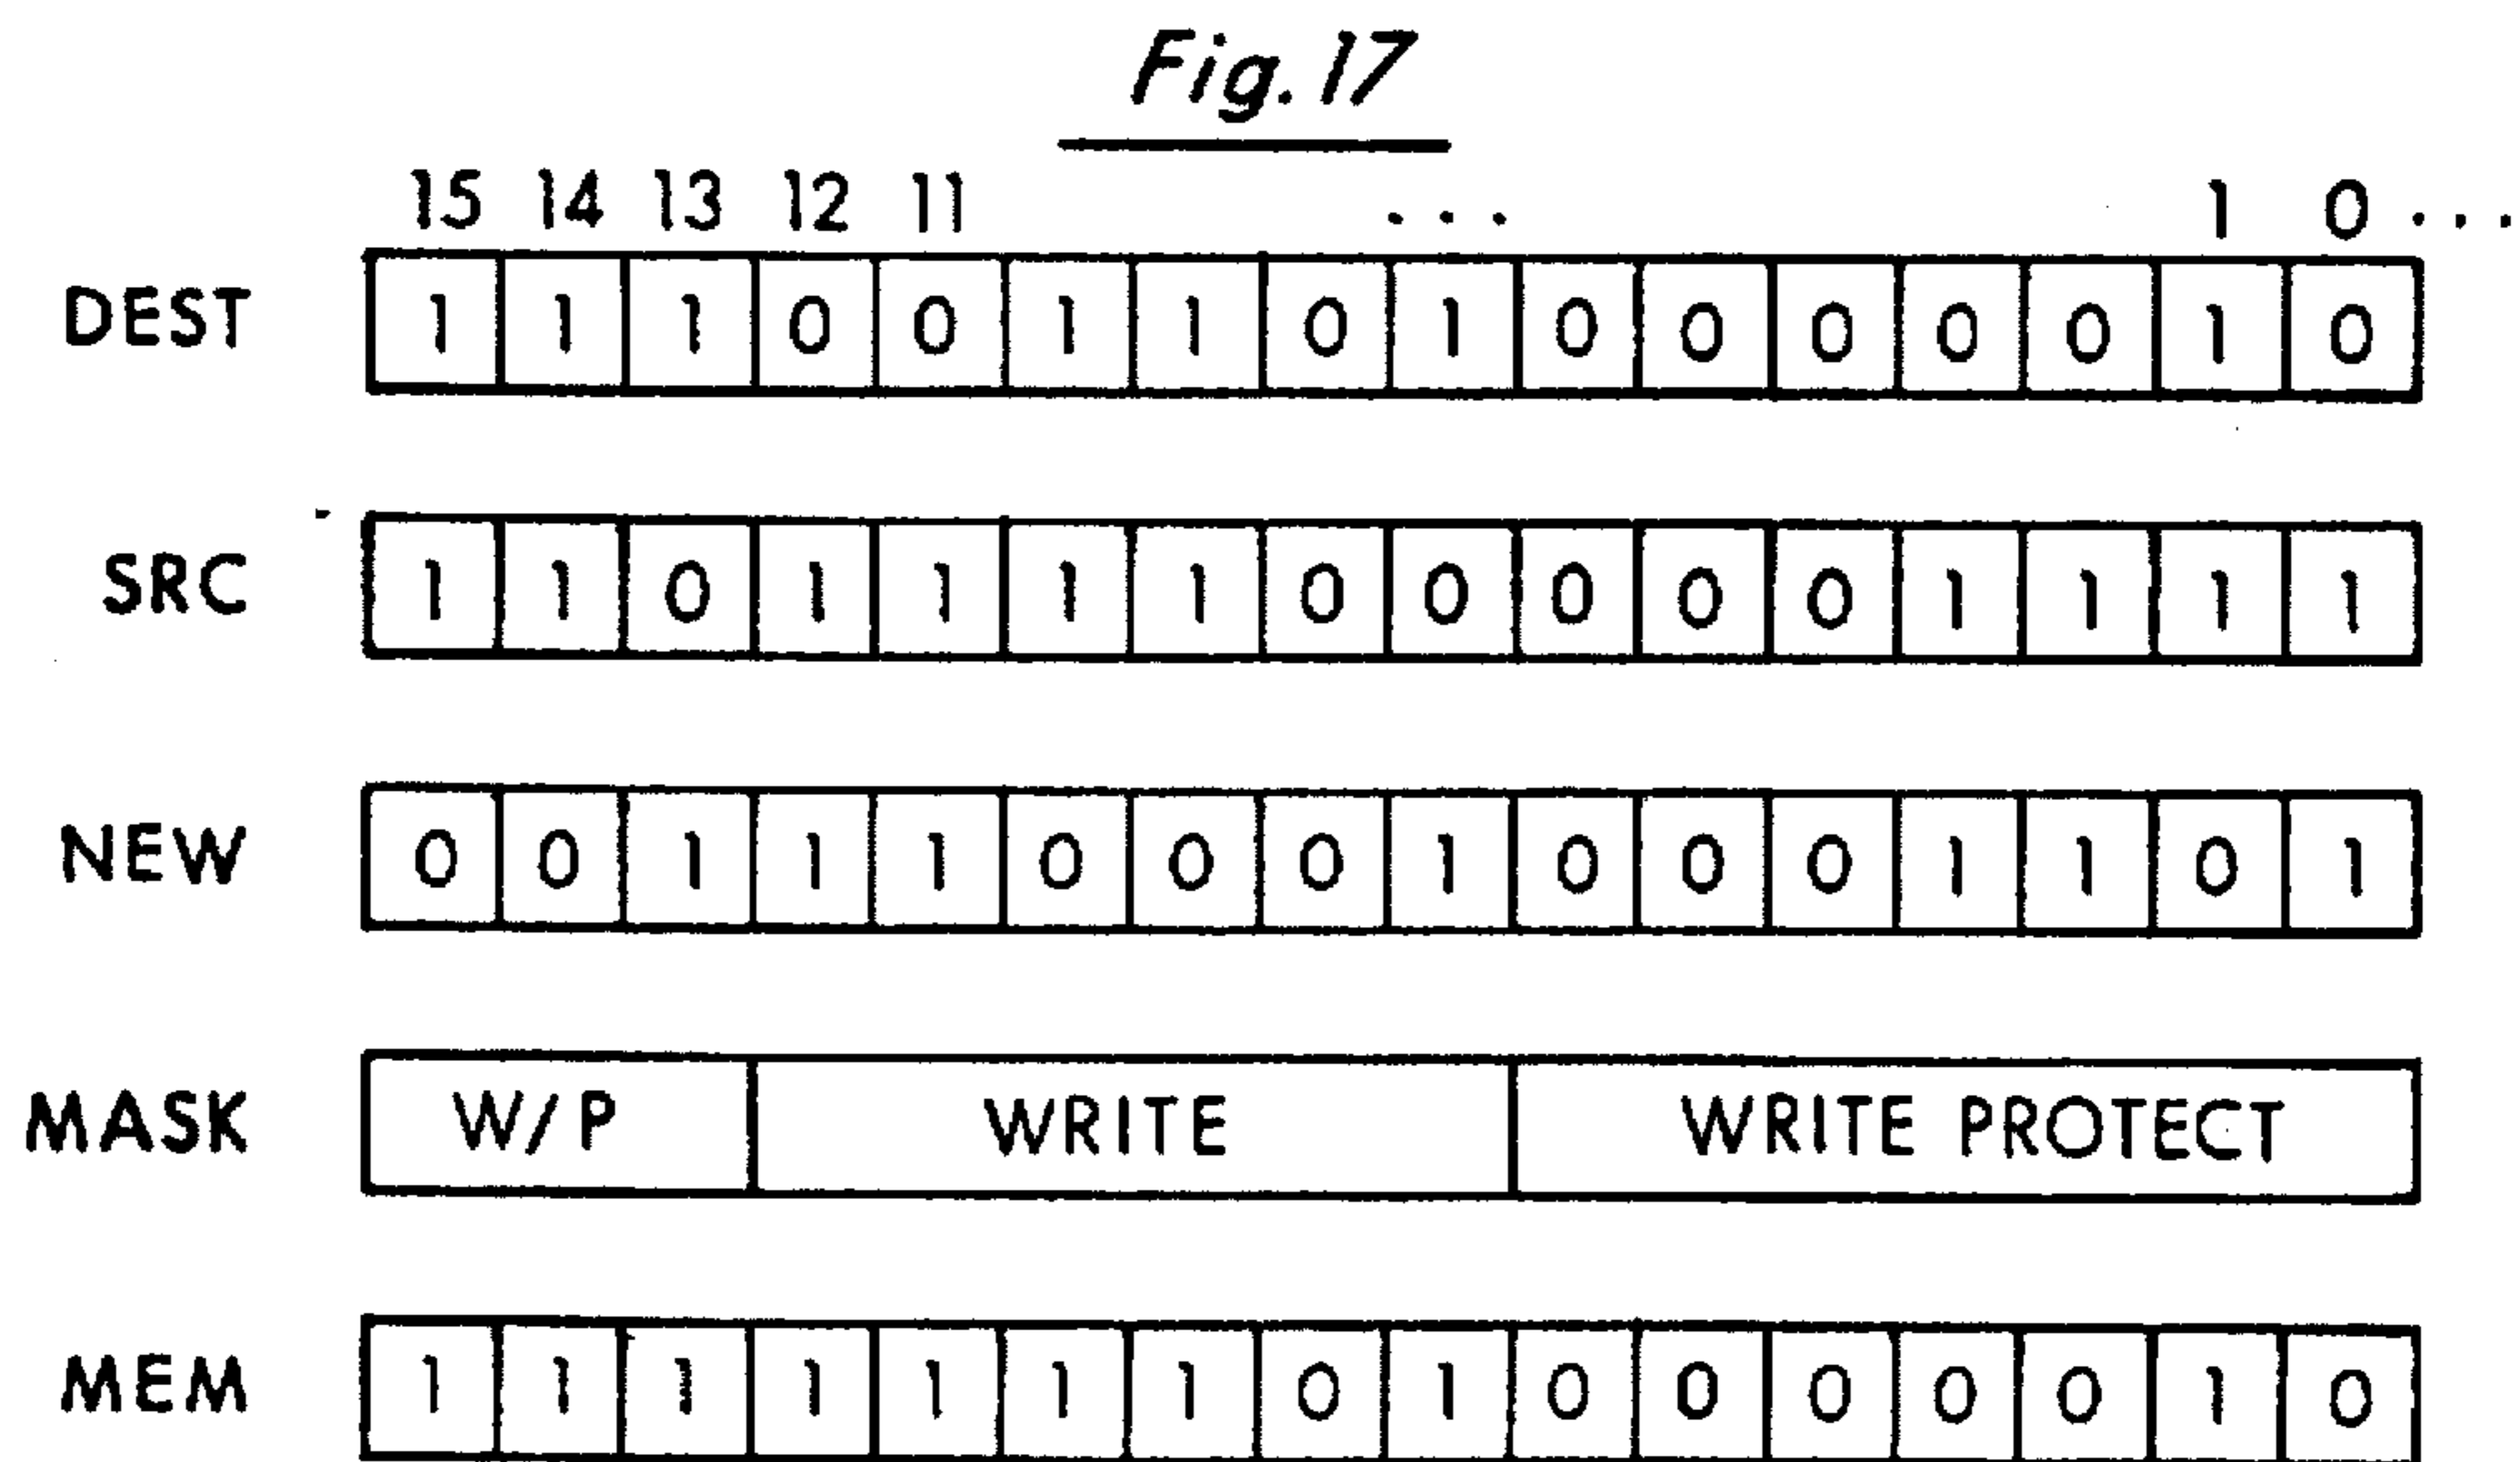 Fig. 17
15 14 13 12 11 ... 1 0 ...
DEST 1 1 1 0 0 1 1 0 1 0 0 0 0 0 1 0
SRC 1 1 0 1 1 1 1 0 0 0 0 0 1 1 1 1
NEW 0 0 1 1 1 0 0 0 1 0 0 0 1 1 0 1
MASK W/P WRITE WRITE PROTECT
MEM 1 1 1 1 1 1 1 0 1 0 0 0 0 0 1 0